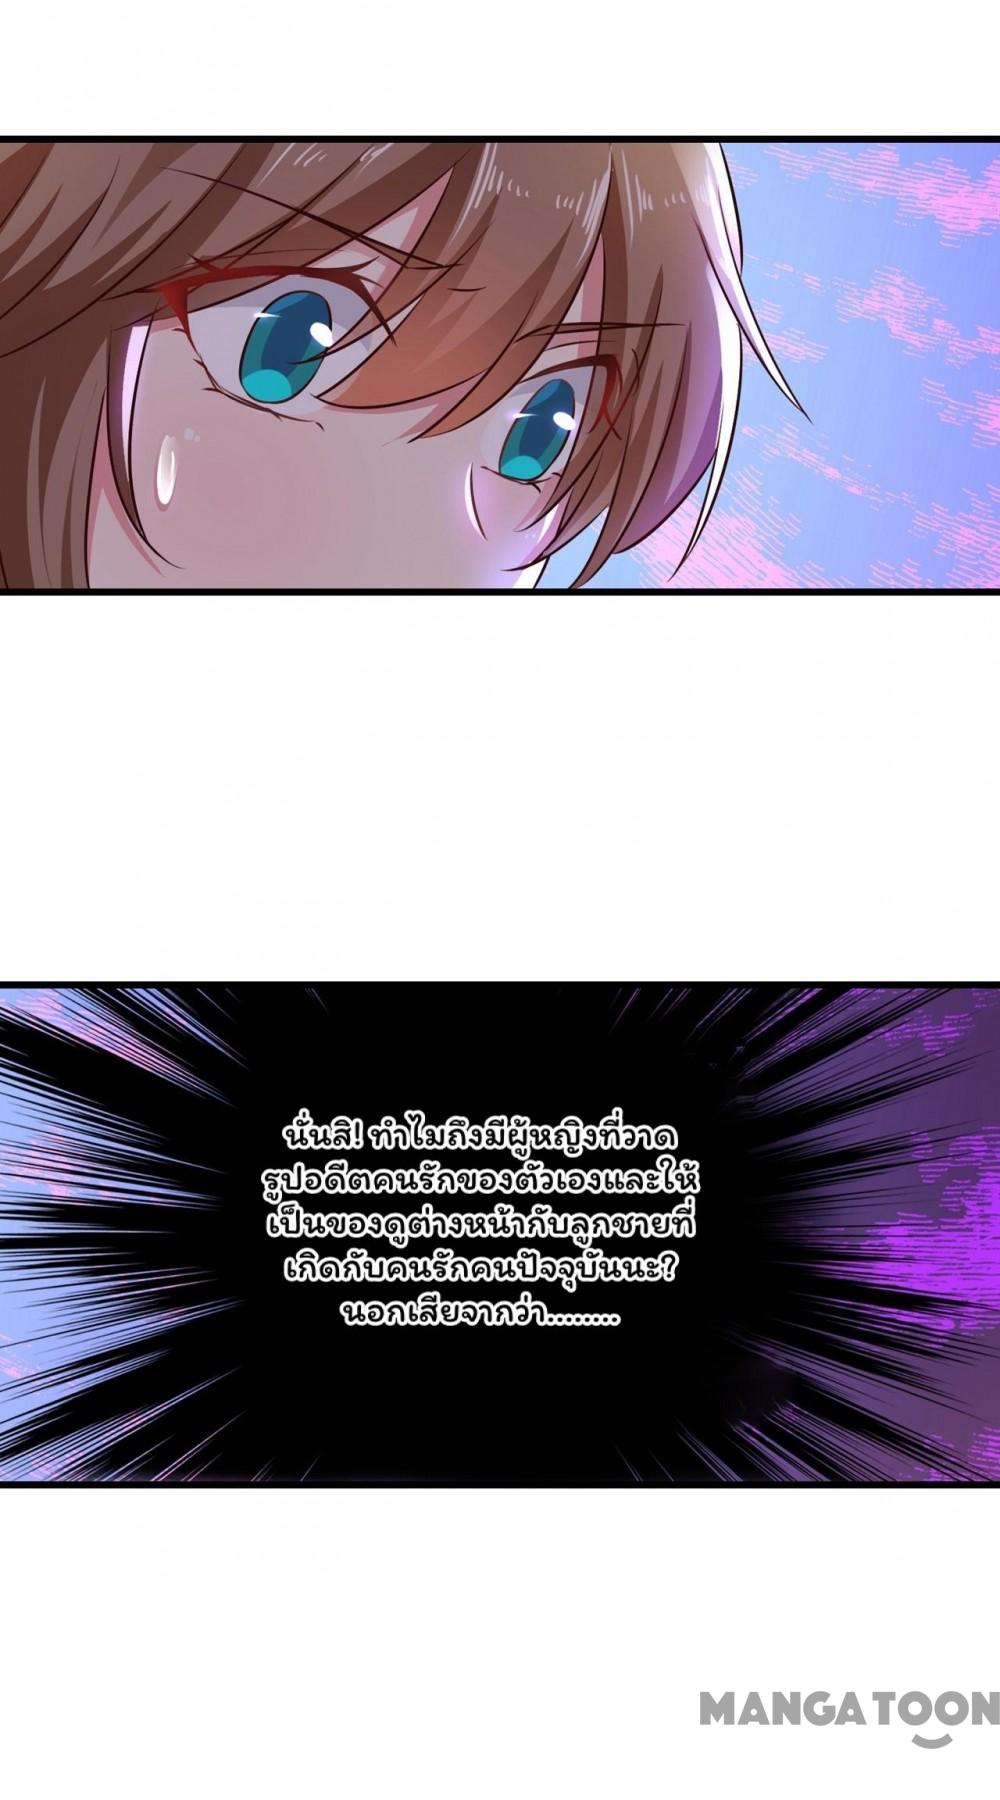 นั่นสิ! ทำไมถึงมีผู้หญิงที่วาด
รูปอดีตคนรักของตัวเองและให้
เป็นของดูต่างหน้ากับลูกชายที่
เกิดกับคนรักคนปัจจุบันนะ?
นอกเสียจากว่า.........
MANGATOON